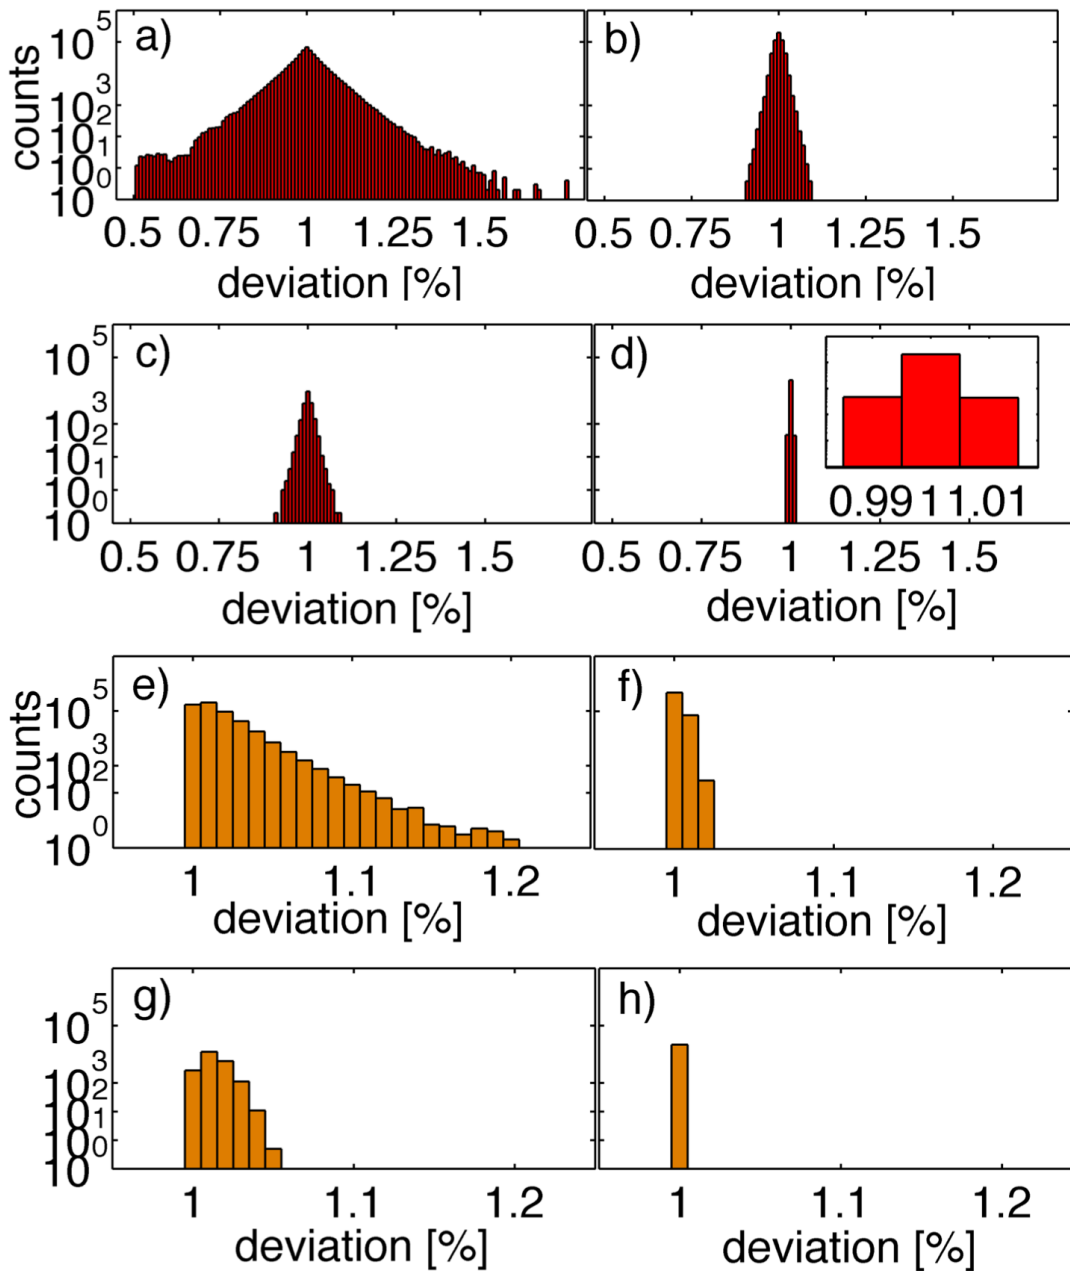 a) b)
counts
10^5 10^3 10^2 10^1 10^0 10
0.5 0.75 1 1.25 1.5 0.5 0.75 1 1.25 1.5
deviation [%] deviation [%]
c) d)
10^5 10^3 10^2 10^1 10^0 10
0.99 1 1.01
0.5 0.75 1 1.25 1.5 0.5 0.75 1 1.25 1.5
deviation [%] deviation [%]
e) f)
counts
10^5 10^3 10^2 10 10^0
1 1.1 1.2 1 1.1 1.2
deviation [%] deviation [%]
g) h)
10^5 10^3 10^2 10^1 10^0 10
1 1.1 1.2 1 1.1 1.2
deviation [%] deviation [%]